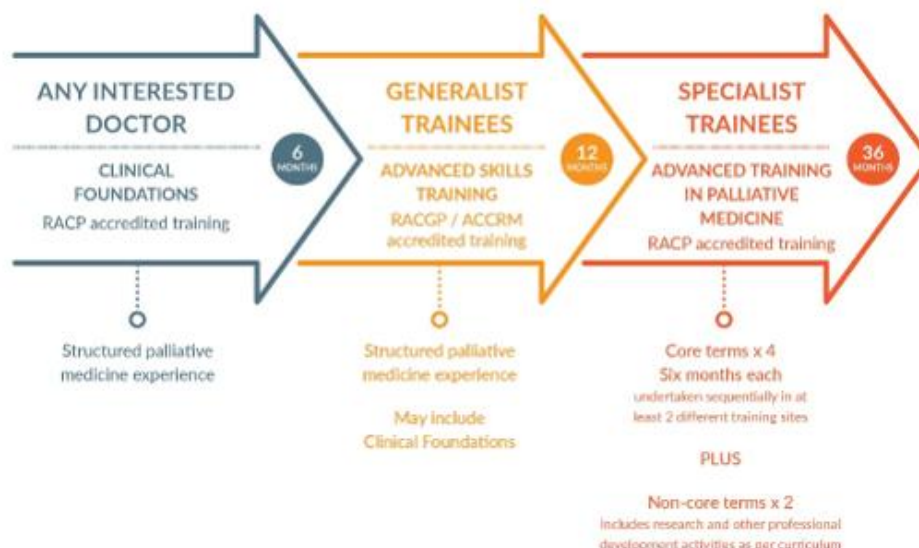 ANY INTERESTED
DOCTOR
6
MONTHS
CLINICAL
FOUNDATIONS
RACP accredited training
Structured palliative
medicine experience
GENERALIST
TRAINEES
12
MONTHS
ADVANCED SKILLS
TRAINING
RACGP / ACCRM
accredited training
Structured palliative
medicine experience
May include
Clinical Foundations
SPECIALIST
TRAINEES
36
MONTHS
ADVANCED TRAINING
IN PALLIATIVE
MEDICINE
RACP accredited training
Core terms x 4
Six months each
undertaken sequentially in at
least 2 different training sites
PLUS
Non-core terms x 2
Includes research and other professional
development activities as per curriculum